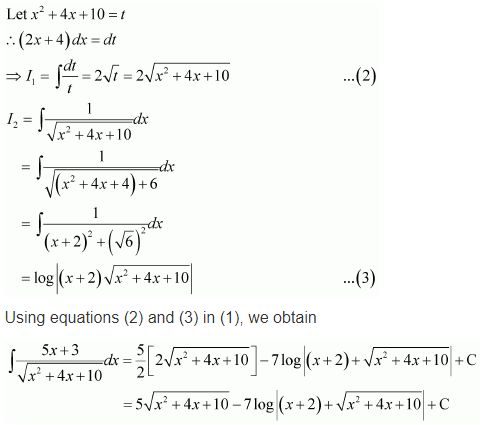 Let x² + 4x + 10 = t
∴ (2x + 4) dx = dt
⇒ I₁ = ∫ dt/t = 2√t = 2√(x² + 4x + 10) ...(2)
I₂ = ∫ 1/√(x² + 4x + 10) dx
= ∫ 1/√((x² + 4x + 4) + 6) dx
= ∫ 1/((x + 2)² + (√6)²) dx
= log|(x + 2)√(x² + 4x + 10)| ...(3)
Using equations (2) and (3) in (1), we obtain
∫ (5x + 3)/√(x² + 4x + 10) dx = 5/2 [2√(x² + 4x + 10)] − 7 log|(x + 2) + √(x² + 4x + 10)| + C
= 5√(x² + 4x + 10) − 7 log|(x + 2) + √(x² + 4x + 10)| + C